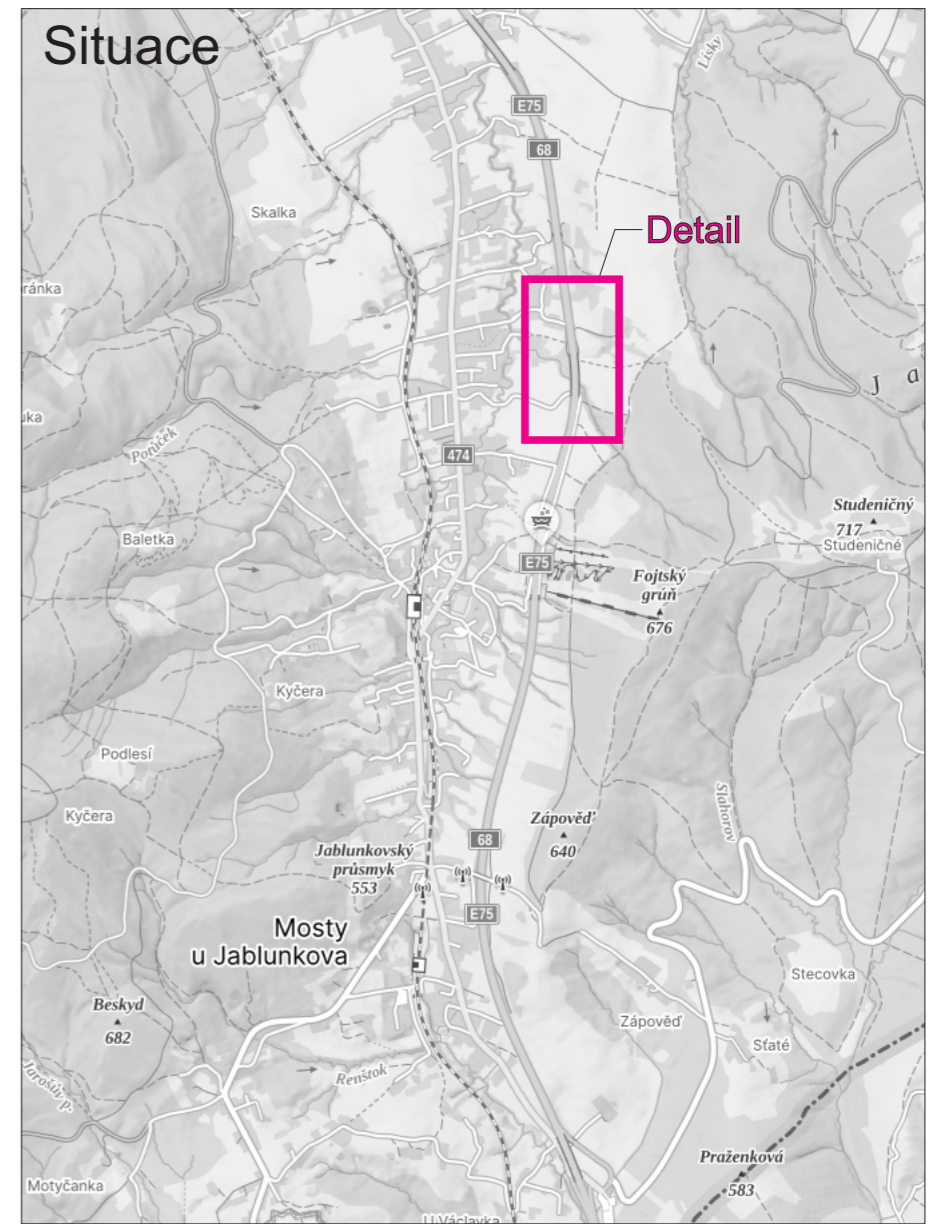 Situace
Lísky
E75
68
Skalka
Detail
ránka
J a
uka
Potůček
474
Studeničný
717
Studeničné
Baletka
E75
Fojtský
grúň
676
Kyčera
Podlesí
Slahorov
Kyčera
Zápověď
640
68
Jablunkovský
průsmyk
553
E75
Mosty
u Jablunkova
Stecovka
Beskyd
682
Zápověď
Sťaté
Jarošův p.
Renštok
Praženková
583
Motyčanka
U Václavka